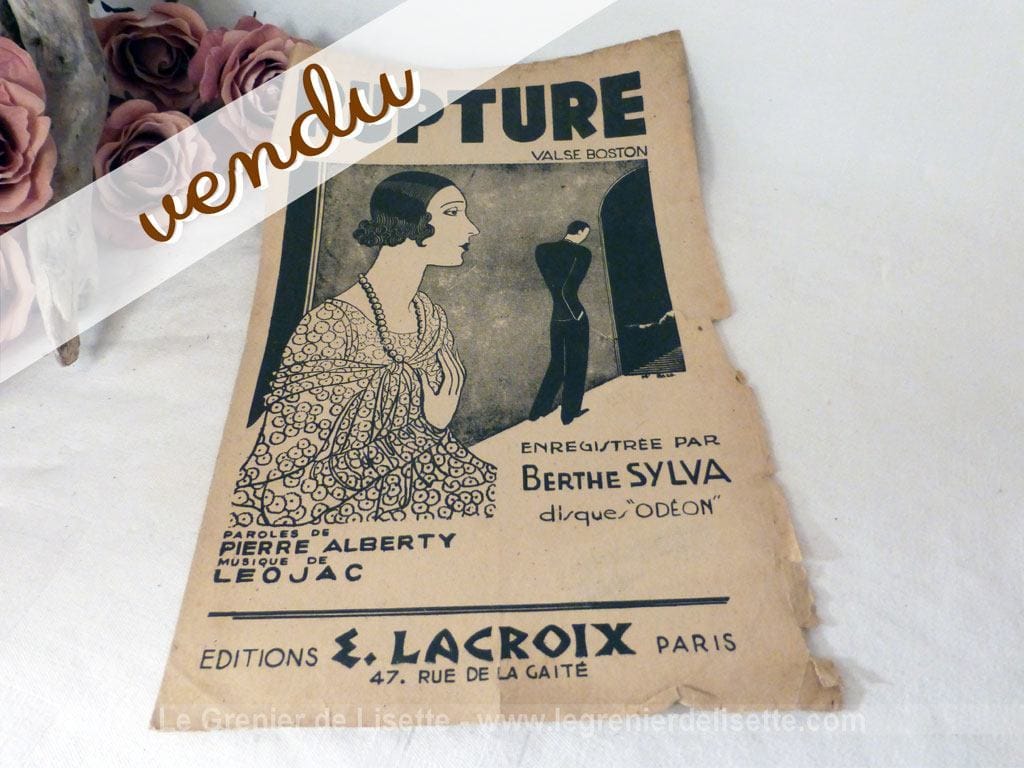 vendu
RUPTURE
VALSE BOSTON
ENREGISTRÉE PAR
BERTHE SYLVA
disques "ODÉON"
PAROLES DE
PIERRE ALBERTY
MUSIQUE DE
LEOJAC
EDITIONS E. LACROIX PARIS
47. RUE DE LA GAITÉ
Le Grenier de Lisette - www.legrenierdelisette.com